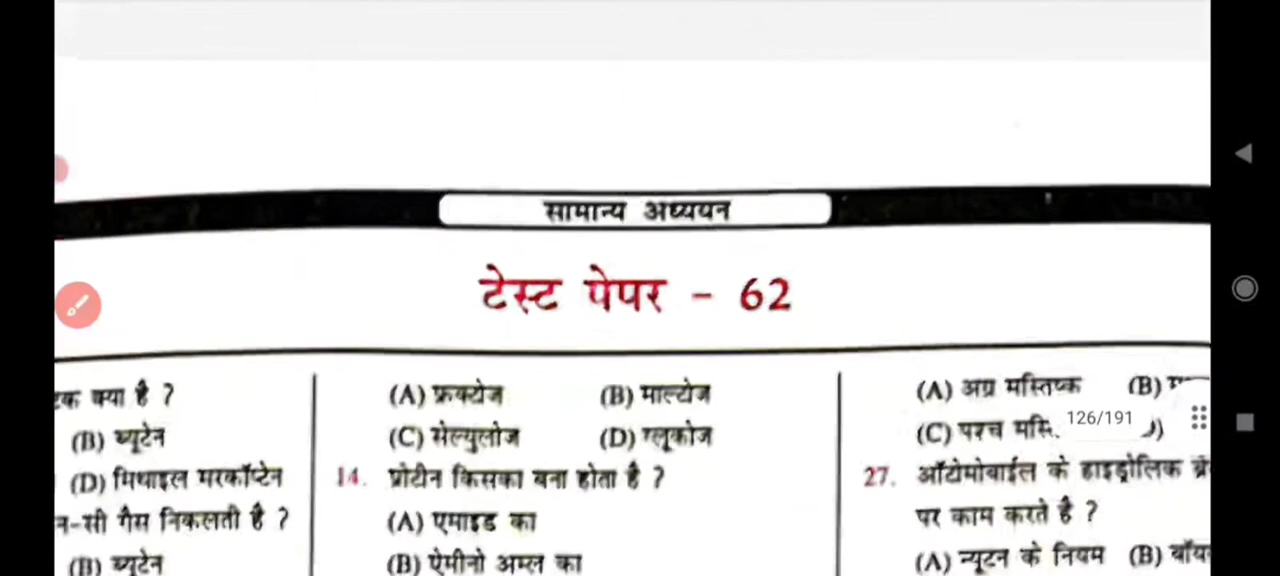 सामान्य अध्ययन
टेस्ट पेपर - 62
क्या है ?
(B) ब्यूटेन
(D) मिथाइल मरकॉप्टेन
न-सी गैस निकलती है ?
(B) ब्यूटेन
(A) फ्रक्टोज (B) माल्टोज
(C) सेल्युलोज (D) ग्लूकोज
14. प्रोटीन किसका बना होता है ?
(A) एमाइड का
(B) ऐमीनो अम्ल का
(A) अग्र मस्तिष्क (B)
(C) पश्च
126/191
27. ऑटोमोबाईल के हाइड्रोलिक
पर काम करते है ?
(A) न्यूटन के नियम (B)